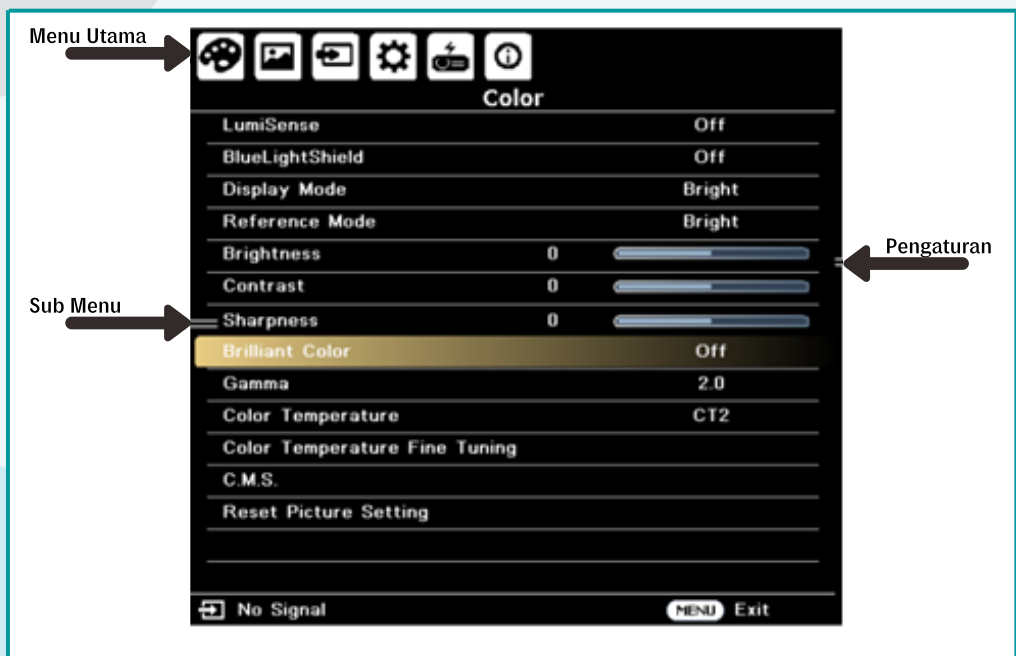 Menu Utama
Color
LumiSense Off
BlueLightShield Off
Display Mode Bright
Reference Mode Bright
Brightness 0
Pengaturan
Contrast 0
Sub Menu
Sharpness 0
Brilliant Color Off
Gamma 2.0
Color Temperature CT2
Color Temperature Fine Tuning
C.M.S.
Reset Picture Setting
No Signal MENU Exit